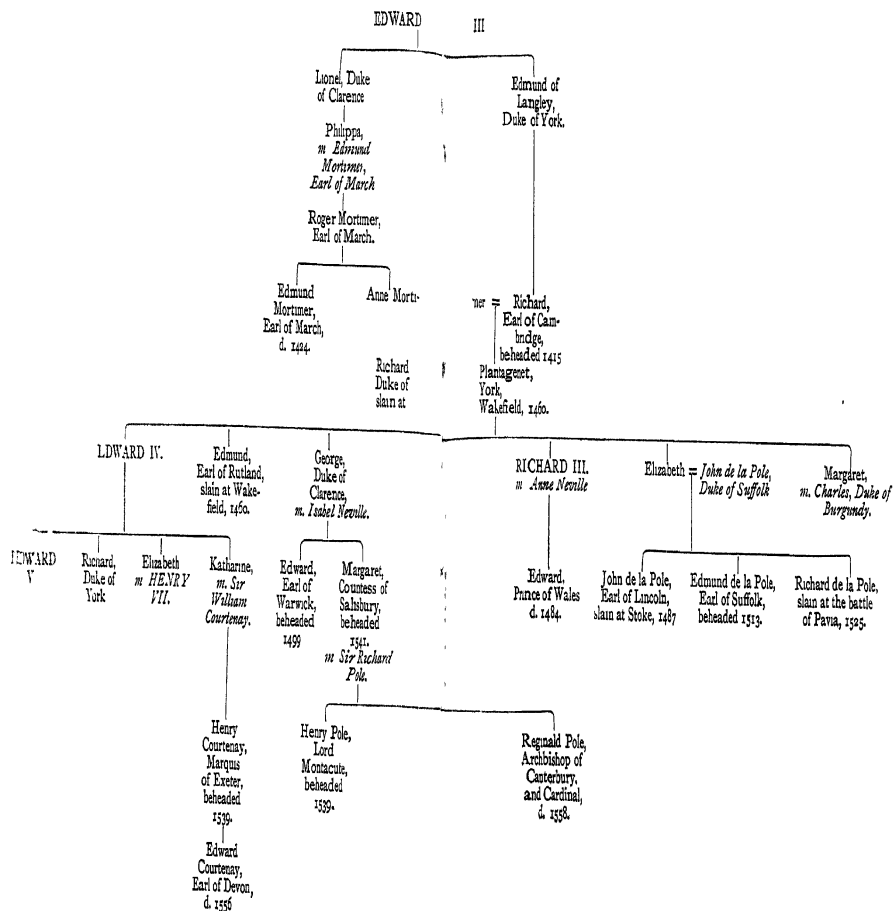 EDWARD III
Lionel, Duke
of Clarence
Edmund of
Langley,
Duke of York.
Philippa,
m Edmund
Mortimer,
Earl of March
Roger Mortimer,
Earl of March.
Edmund
Mortimer,
Earl of March,
d. 1424.
Anne Morti-
mer = Richard,
Earl of Cam-
bridge,
beheaded 1415
Richard Plantagenet,
Duke of York,
slain at Wakefield, 1460.
EDWARD IV.
Edmund,
Earl of Rutland,
slain at Wake-
field, 1460.
George,
Duke of
Clarence,
m. Isabel Neville.
RICHARD III.
m Anne Neville
Elizabeth = John de la Pole,
Duke of Suffolk
Margaret,
m. Charles, Duke of
Burgundy.
EDWARD
V
Richard,
Duke of
York
Elizabeth
m HENRY
VII.
Katharine,
m. Sir
William
Courtenay.
Edward,
Earl of
Warwick,
beheaded
1499
Margaret,
Countess of
Salisbury,
beheaded
1541.
m Sir Richard
Pole.
Edward,
Prince of Wales
d. 1484.
John de la Pole,
Earl of Lincoln,
slain at Stoke, 1487
Edmund de la Pole,
Earl of Suffolk,
beheaded 1513.
Richard de la Pole,
slain at the battle
of Pavia, 1525.
Henry
Courtenay,
Marquis
of Exeter,
beheaded
1539.
Henry Pole,
Lord
Montacute,
beheaded
1539.
Reginald Pole,
Archbishop of
Canterbury,
and Cardinal,
d. 1558.
Edward
Courtenay,
Earl of Devon,
d. 1556